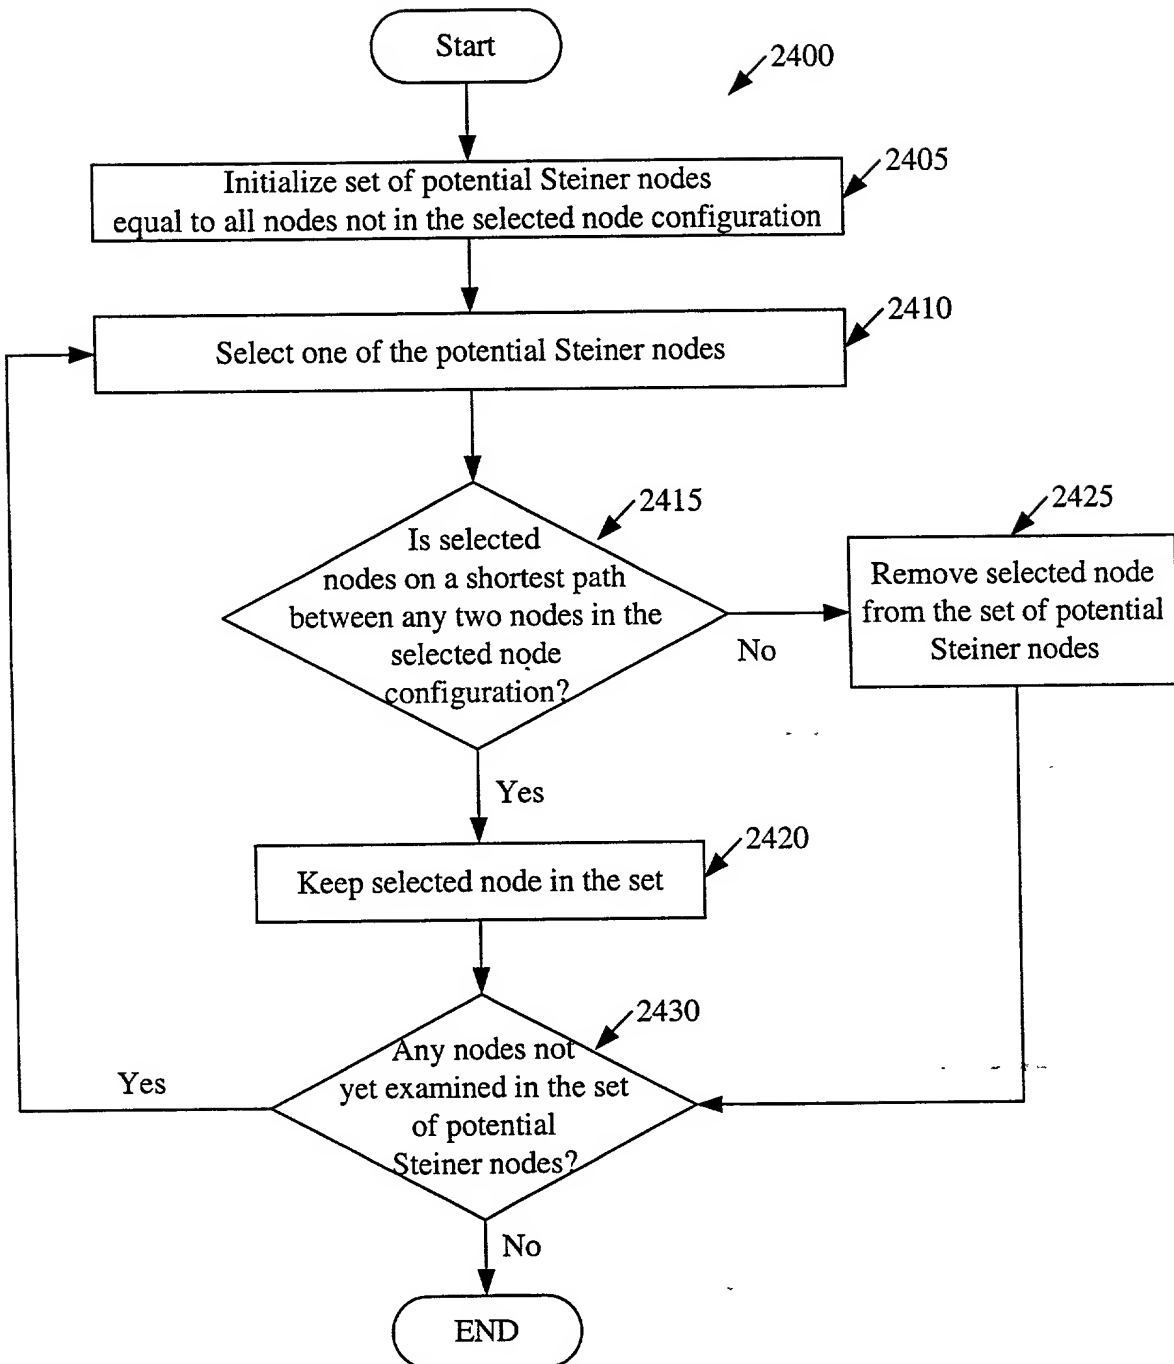 Start
2400
2405
Initialize set of potential Steiner nodes
equal to all nodes not in the selected node configuration
2410
Select one of the potential Steiner nodes
2415
Is selected
nodes on a shortest path
between any two nodes in the
selected node
configuration?
No
2425
Remove selected node
from the set of potential
Steiner nodes
Yes
2420
Keep selected node in the set
2430
Any nodes not
yet examined in the set
of potential
Steiner nodes?
Yes
No
END